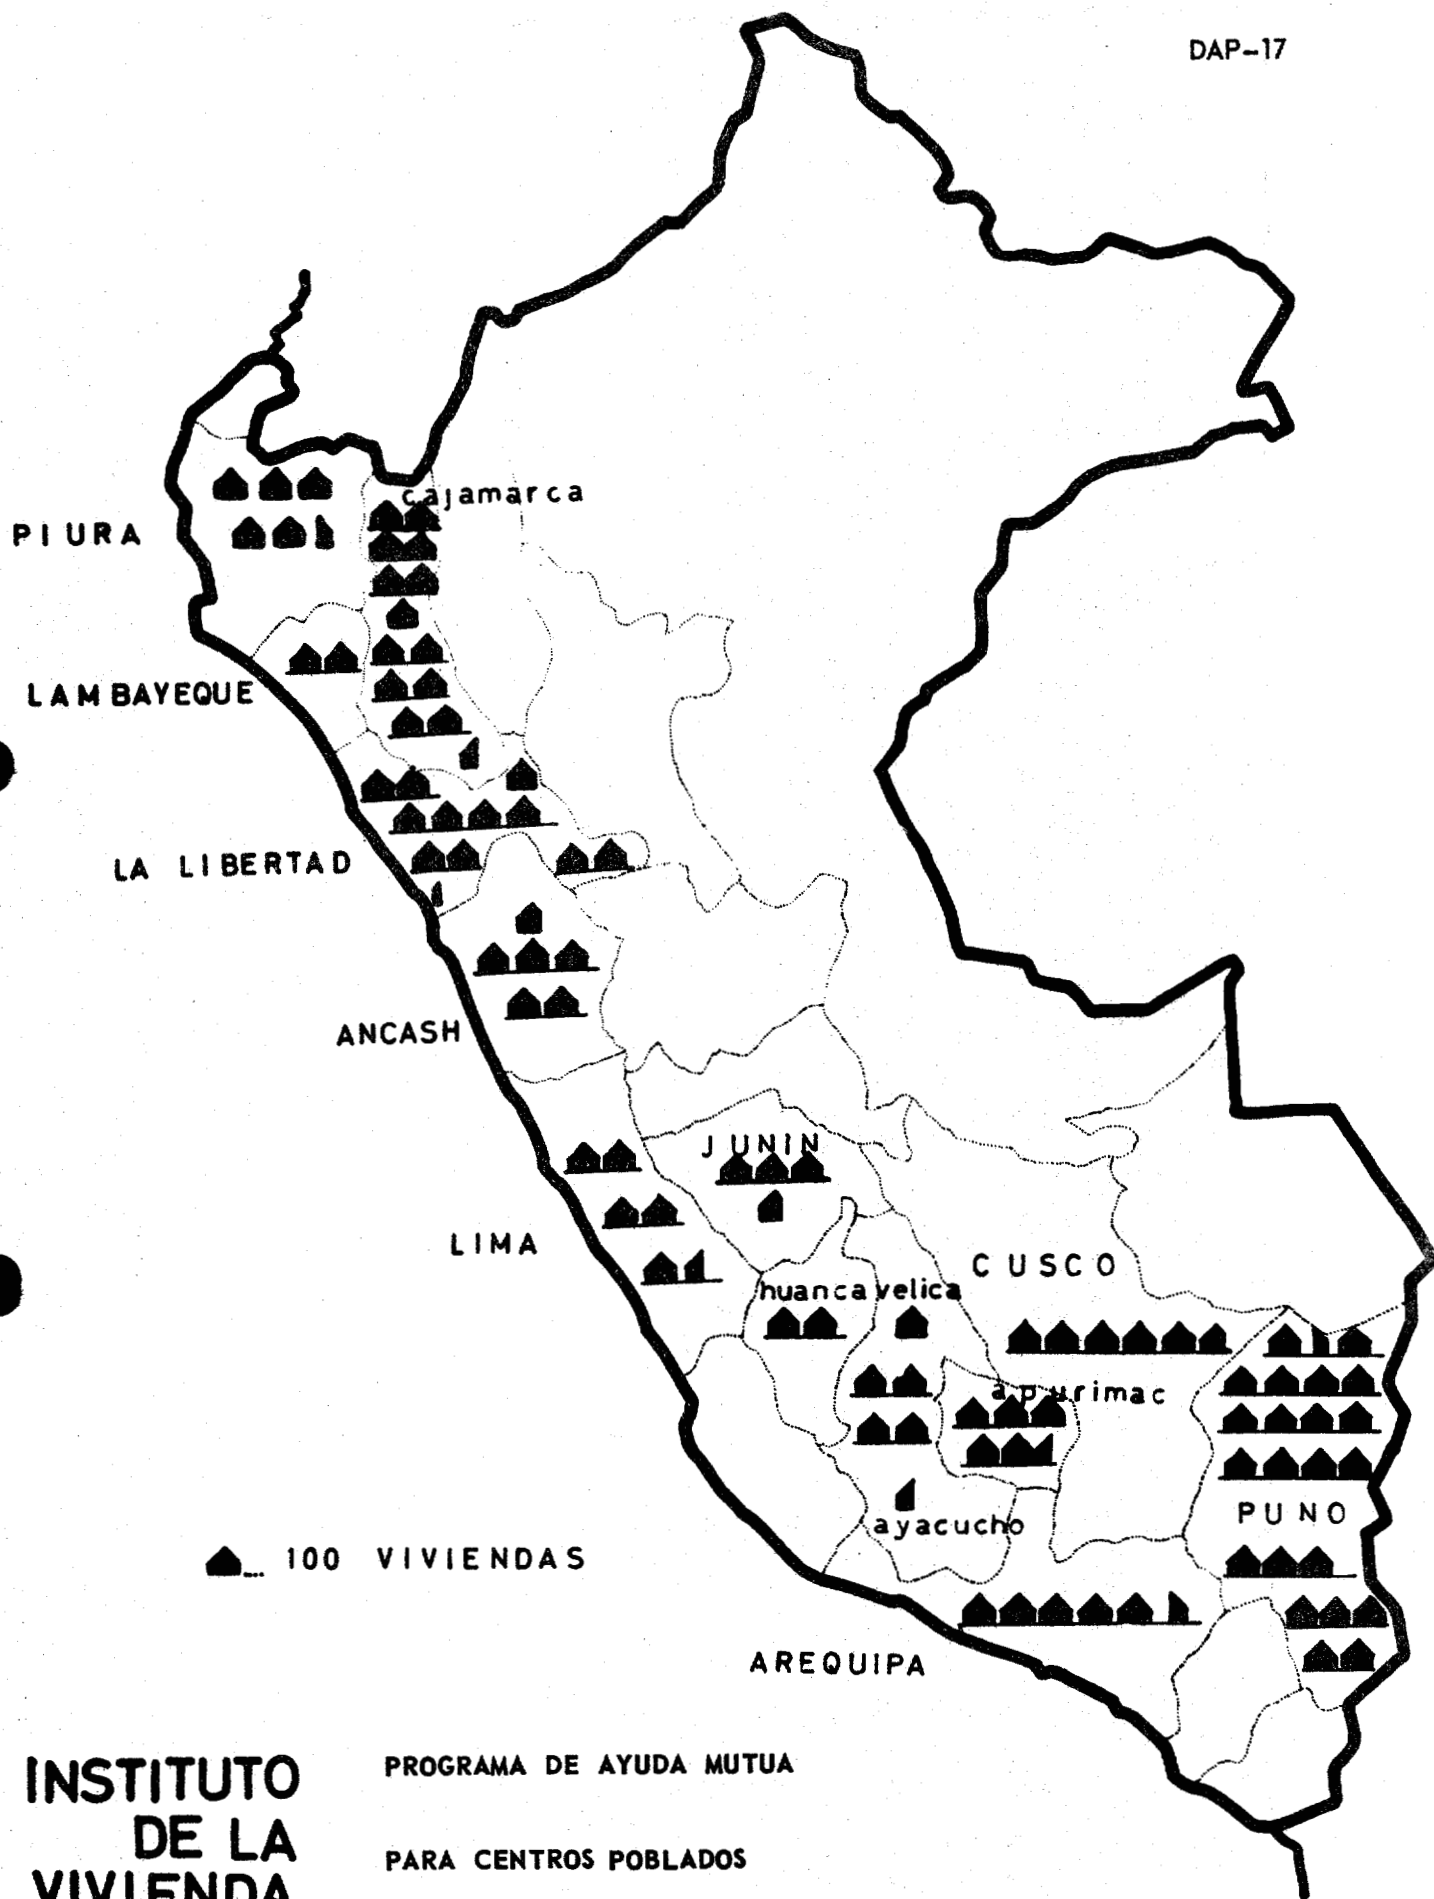 DAP-17
cajamarca
PIURA
LAMBAYEQUE
LA LIBERTAD
ANCASH
JUNIN
LIMA
CUSCO
huancavelica
apurimac
PUNO
ayacucho
100 VIVIENDAS
AREQUIPA
INSTITUTO
DE LA
VIVIENDA
PROGRAMA DE AYUDA MUTUA
PARA CENTROS POBLADOS